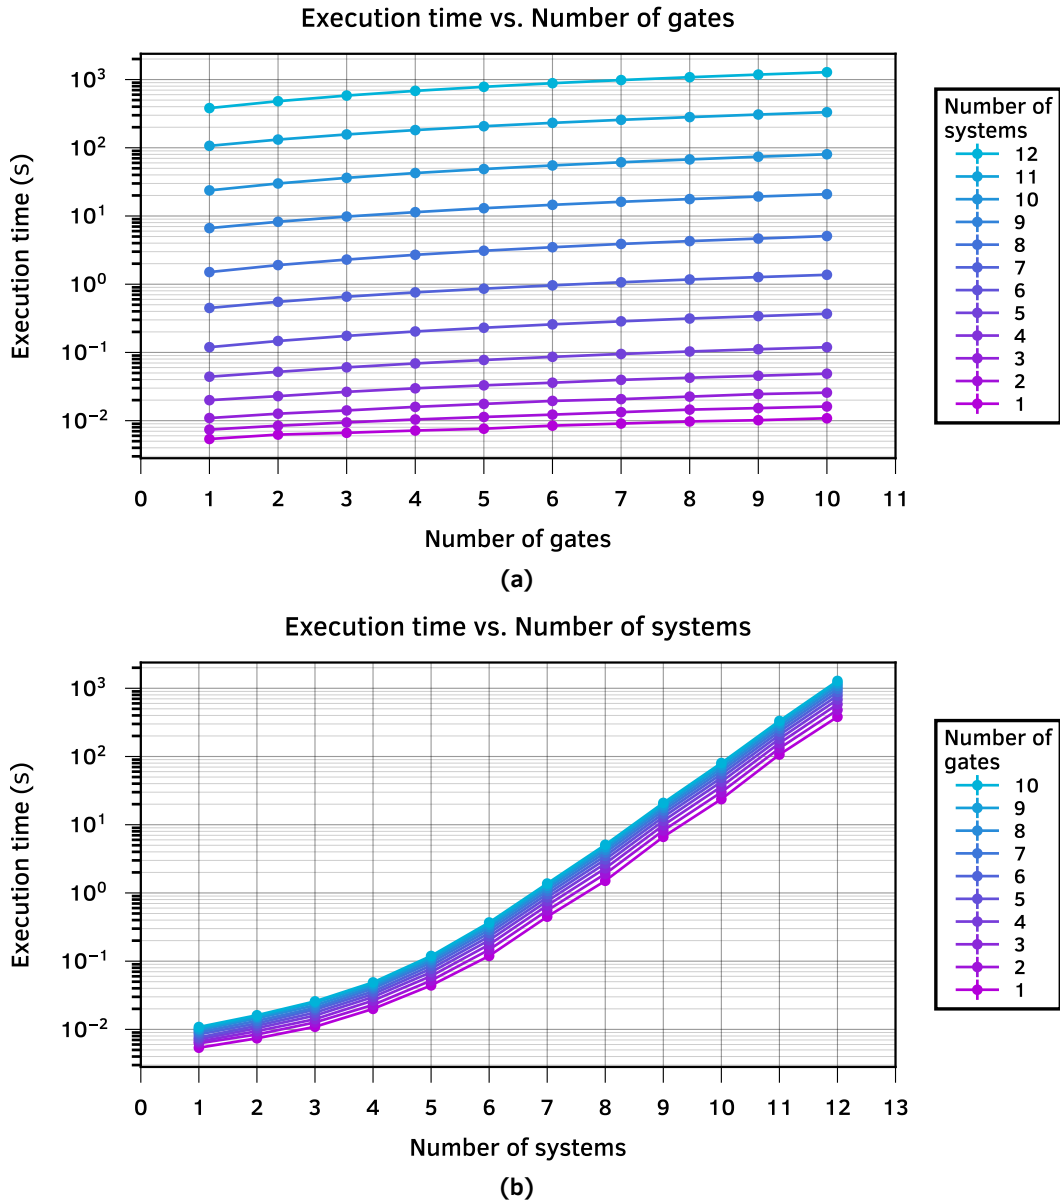 Execution time vs. Number of gates
Execution time (s)
10³
10²
10¹
10⁰
10⁻¹
10⁻²
0 1 2 3 4 5 6 7 8 9 10 11
Number of gates
Number of
systems
12
11
10
9
8
7
6
5
4
3
2
1
(a)
Execution time vs. Number of systems
Execution time (s)
10³
10²
10¹
10⁰
10⁻¹
10⁻²
0 1 2 3 4 5 6 7 8 9 10 11 12 13
Number of systems
Number of
gates
10
9
8
7
6
5
4
3
2
1
(b)